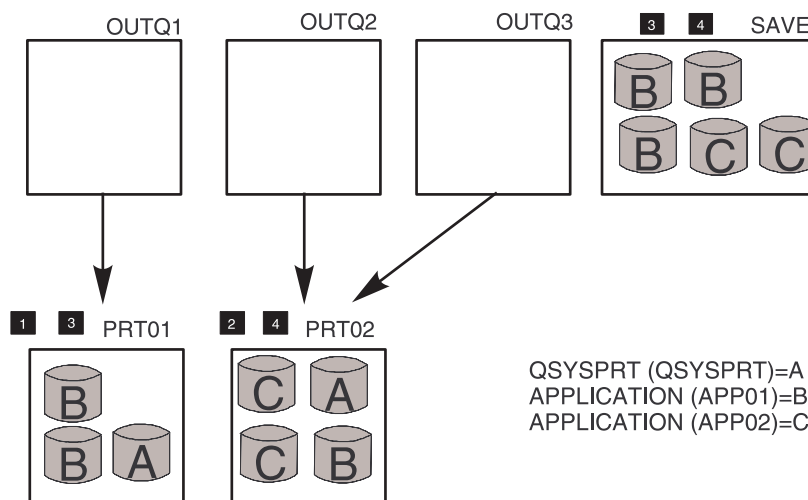 OUTQ1 OUTQ2 OUTQ3 3 4 SAVE
B B
B C C
1 3 PRT01 2 4 PRT02
B C A
B A C B
QSYSPRT (QSYSPRT)=A
APPLICATION (APP01)=B
APPLICATION (APP02)=C